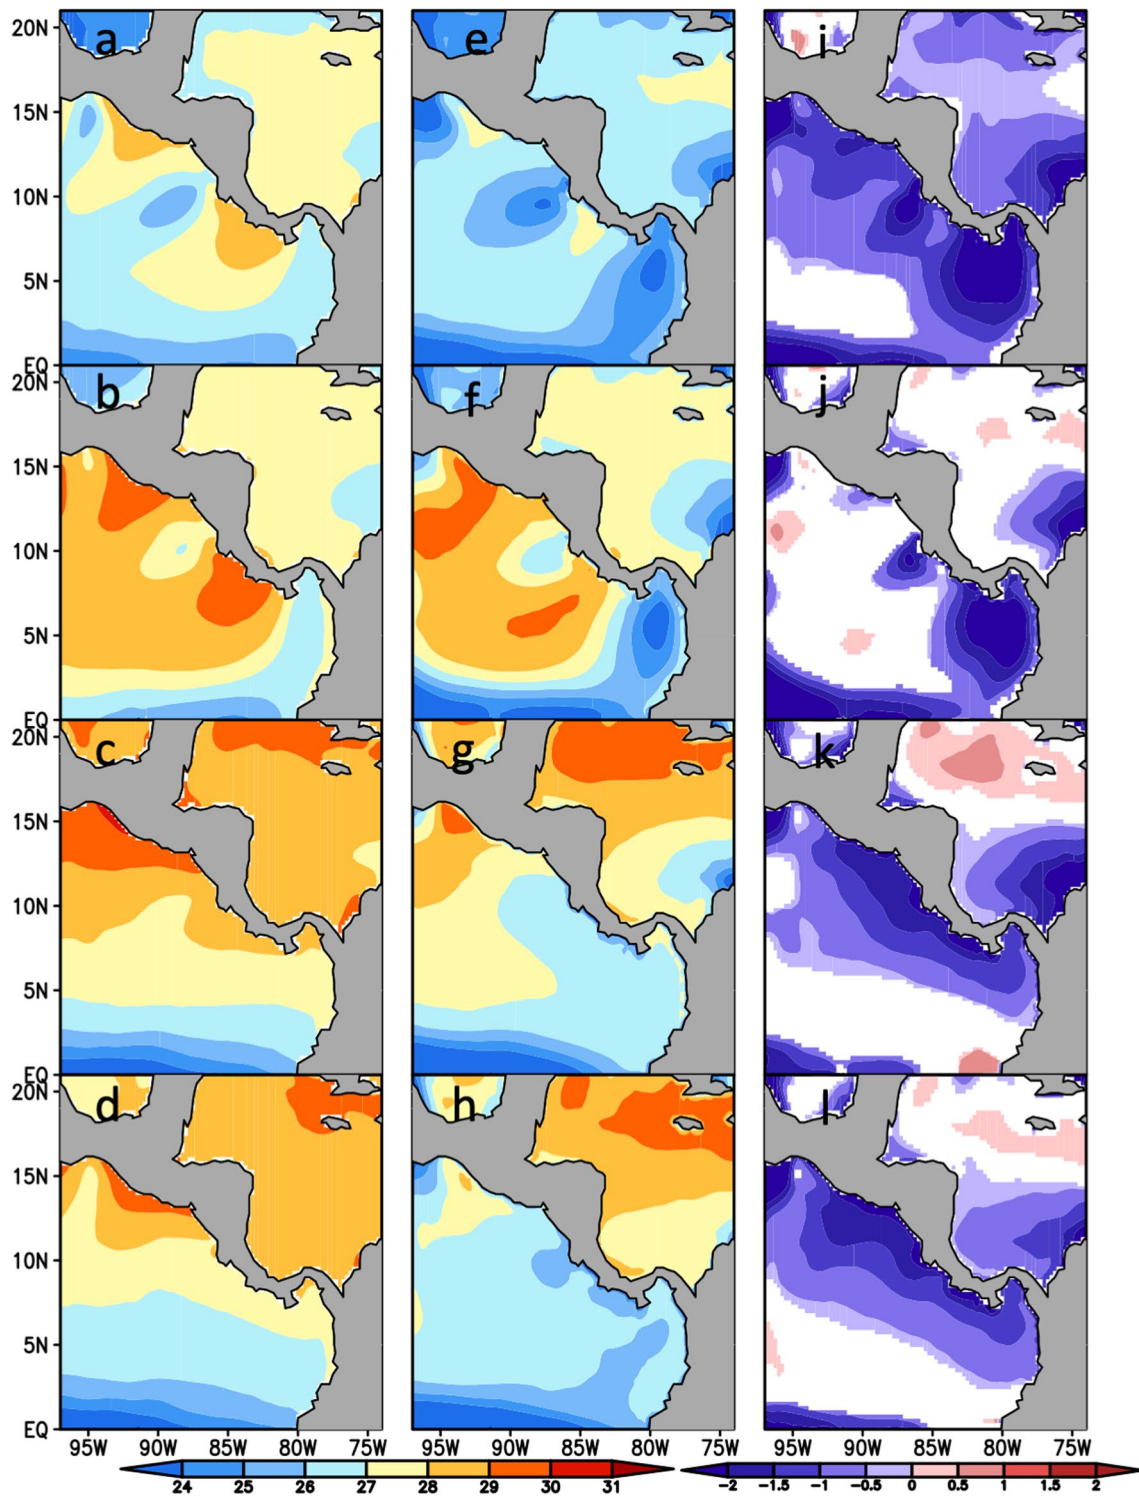 20N a e i
15N
10N
5N
EQ
20N b f j
15N
10N
5N
EQ
20N c g k
15N
10N
5N
EQ
20N d h l
15N
10N
5N
EQ
95W 90W 85W 80W 75W 95W 90W 85W 80W 75W 95W 90W 85W 80W 75W
24 25 26 27 28 29 30 31 -2 -1.5 -1 -0.5 0 0.5 1 1.5 2